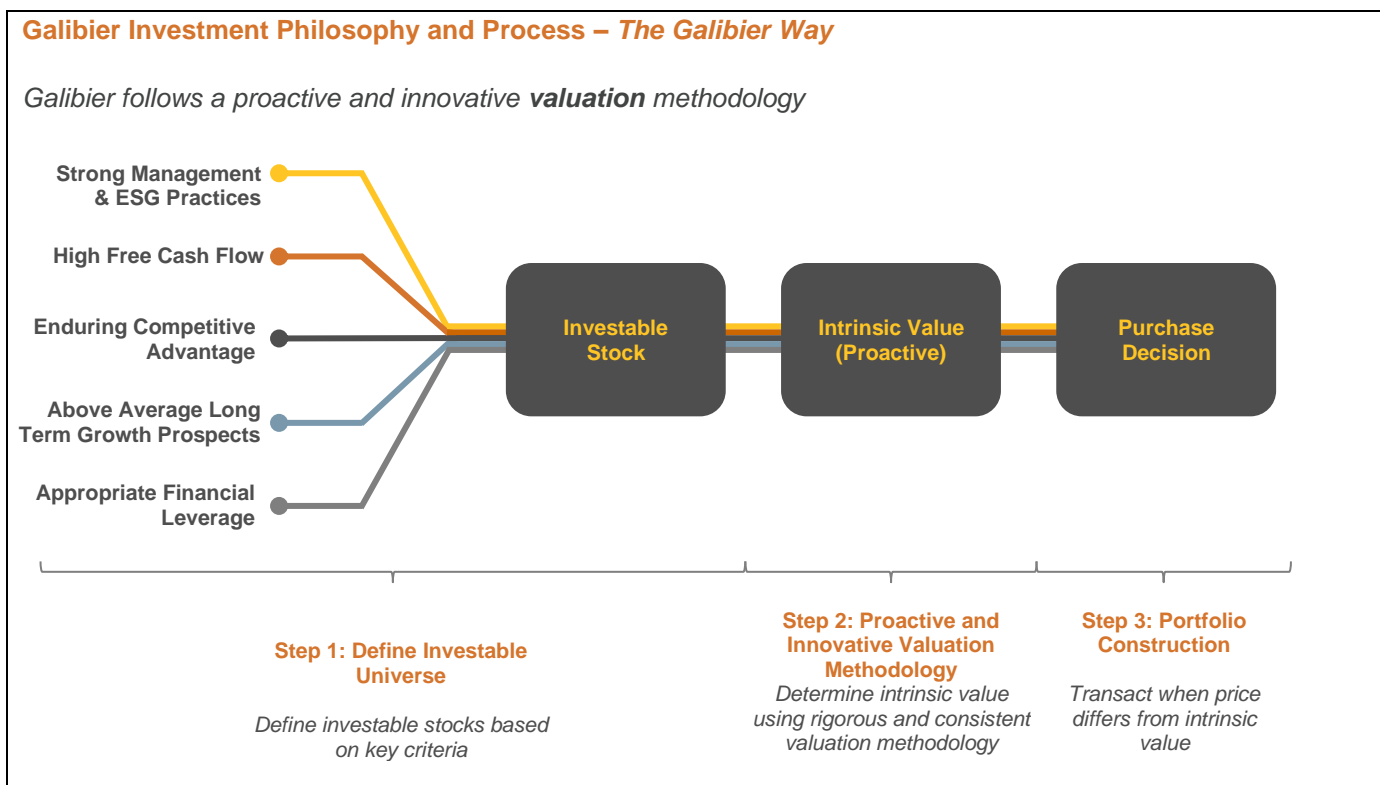 Galibier Investment Philosophy and Process – The Galibier Way
Galibier follows a proactive and innovative valuation methodology
Strong Management
& ESG Practices
High Free Cash Flow
Enduring Competitive
Advantage
Above Average Long
Term Growth Prospects
Appropriate Financial
Leverage
Investable
Stock
Intrinsic Value
(Proactive)
Purchase
Decision
Step 1: Define Investable
Universe
Define investable stocks based
on key criteria
Step 2: Proactive and
Innovative Valuation
Methodology
Determine intrinsic value
using rigorous and consistent
valuation methodology
Step 3: Portfolio
Construction
Transact when price
differs from intrinsic
value